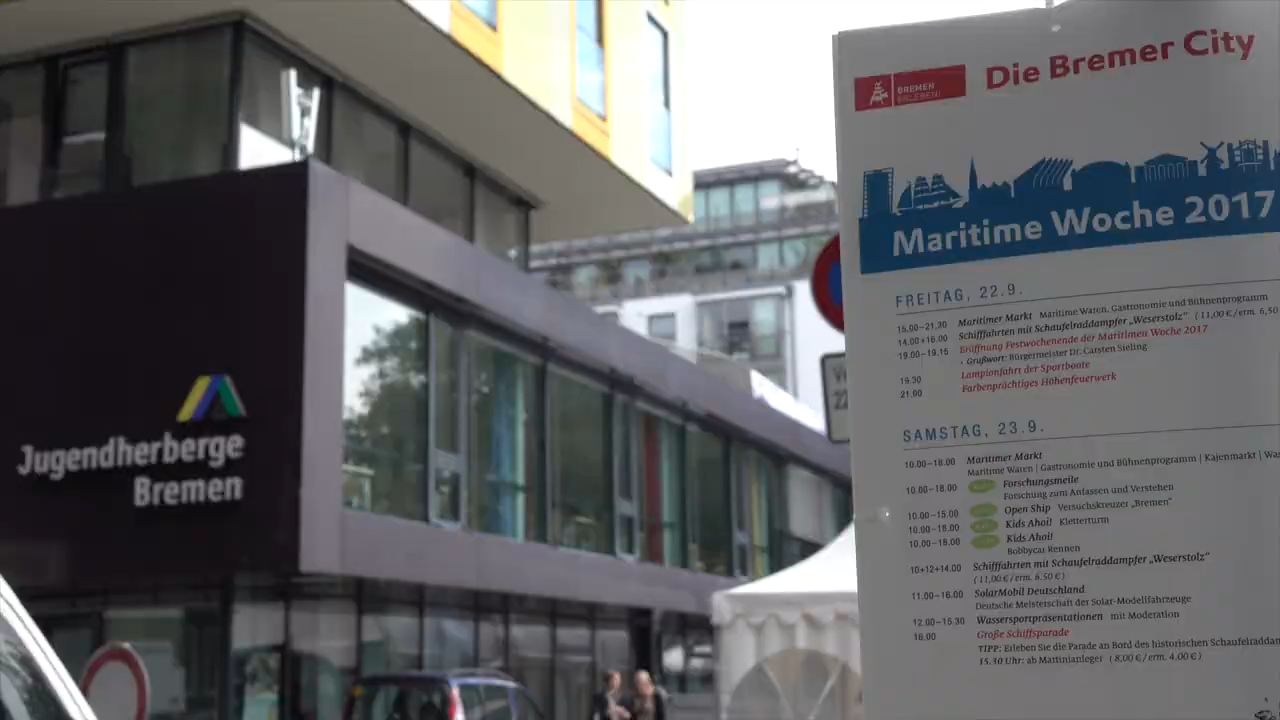 Jugendherberge
Bremen
BREMEN
ERLEBEN!
Die Bremer City
Maritime Woche 2017
FREITAG, 22.9.
15.00–21.30 Maritimer Markt Maritime Waren, Gastronomie und Bühnenprogramm
14.00+16.00 Schifffahrten mit Schaufelraddampfer „Weserstolz“ (11,00 €/erm. 6,50
19.00–19.15 Eröffnung Festwochenende der Maritimen Woche 2017
• Grußwort: Bürgermeister Dr. Carsten Sieling
19.30 Lampionfahrt der Sportboote
21.00 Farbenprächtiges Höhenfeuerwerk
SAMSTAG, 23.9.
10.00–18.00 Maritimer Markt
Maritime Waren | Gastronomie und Bühnenprogramm | Kajenmarkt |
10.00–18.00 Forschungsmeile
Forschung zum Anfassen und Verstehen
10.00–15.00 Open Ship Versuchskreuzer „Bremen“
10.00–18.00 Kids Ahoi! Kletterturm
10.00–18.00 Kids Ahoi!
Bobbycar Rennen
10+12+14.00 Schifffahrten mit Schaufelraddampfer „Weserstolz“
(11,00 €/erm. 6.50 €)
11.00–16.00 SolarMobil Deutschland
Deutsche Meisterschaft der Solar-Modellfahrzeuge
12.00–15.30 Wassersportpräsentationen mit Moderation
16.00 Große Schiffsparade
TIPP: Erleben Sie die Parade an Bord des historischen
15.30 Uhr: ab Martinianleger (8,00 €/erm. 4.00 €)